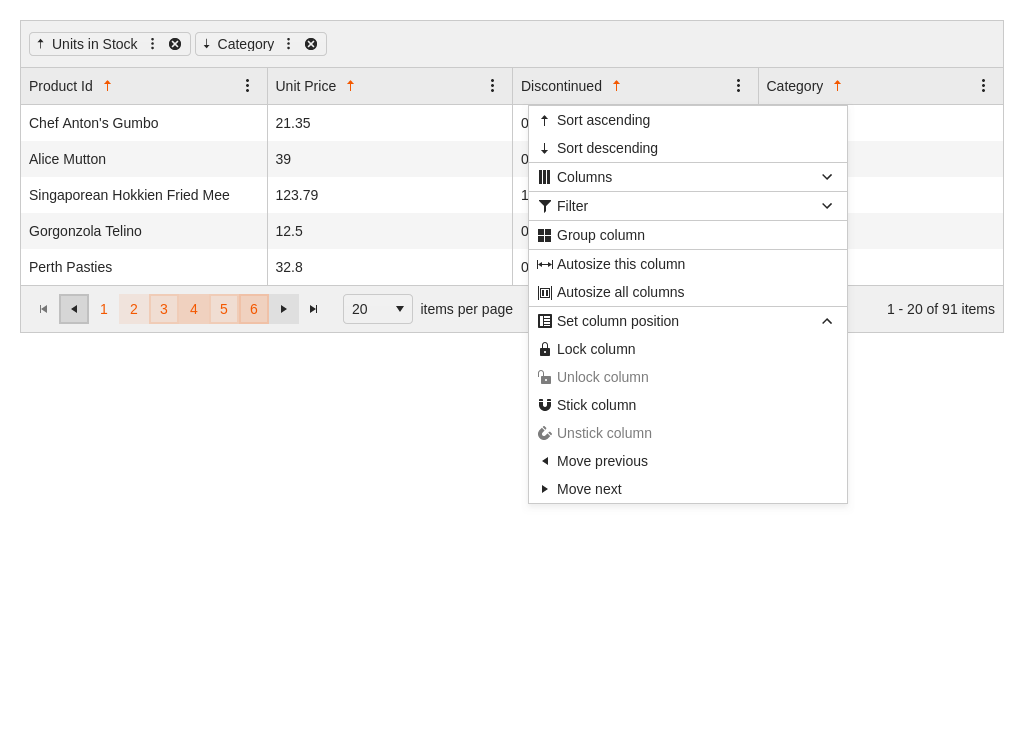 Units in Stock Category
Product Id Unit Price Discontinued Category
Chef Anton's Gumbo 21.35 0
Alice Mutton 39 0
Singaporean Hokkien Fried Mee 123.79 1
Gorgonzola Telino 12.5 0
Perth Pasties 32.8 0
1 2 3 4 5 6 20 items per page 1 - 20 of 91 items
Sort ascending
Sort descending
Columns
Filter
Group column
Autosize this column
Autosize all columns
Set column position
Lock column
Unlock column
Stick column
Unstick column
Move previous
Move next